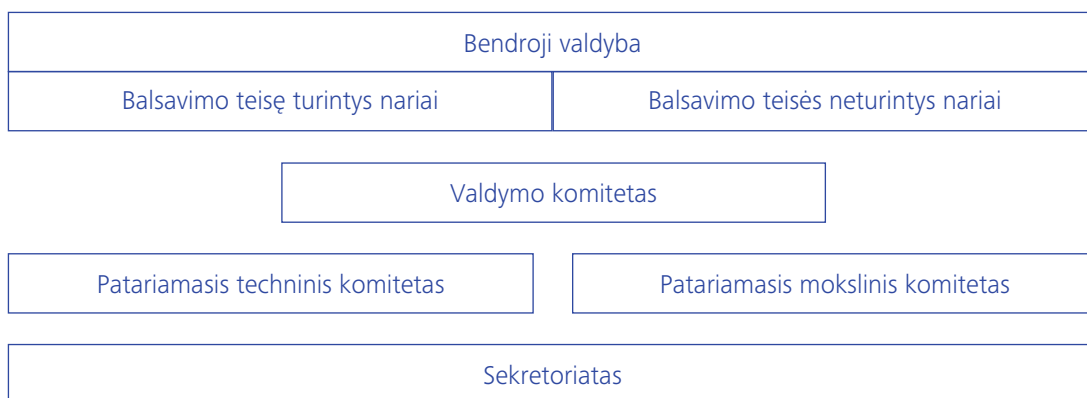 Bendroji valdyba
Balsavimo teisę turintys nariai
Balsavimo teisės neturintys nariai
Valdymo komitetas
Patariamasis techninis komitetas
Patariamasis mokslinis komitetas
Sekretoriatas